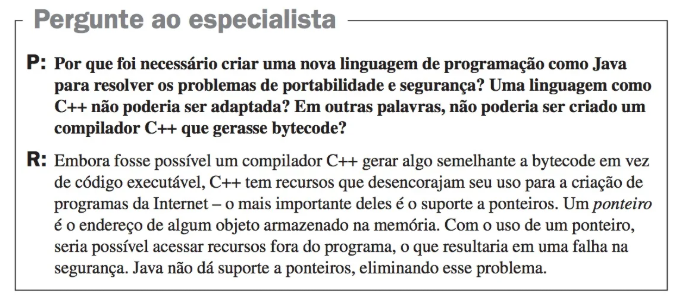 Pergunte ao especialista
P: Por que foi necessário criar uma nova linguagem de programação como Java
para resolver os problemas de portabilidade e segurança? Uma linguagem como
C++ não poderia ser adaptada? Em outras palavras, não poderia ser criado um
compilador C++ que gerasse bytecode?
R: Embora fosse possível um compilador C++ gerar algo semelhante a bytecode em vez
de código executável, C++ tem recursos que desencorajam seu uso para a criação de
programas da Internet – o mais importante deles é o suporte a ponteiros. Um ponteiro
é o endereço de algum objeto armazenado na memória. Com o uso de um ponteiro,
seria possível acessar recursos fora do programa, o que resultaria em uma falha na
segurança. Java não dá suporte a ponteiros, eliminando esse problema.